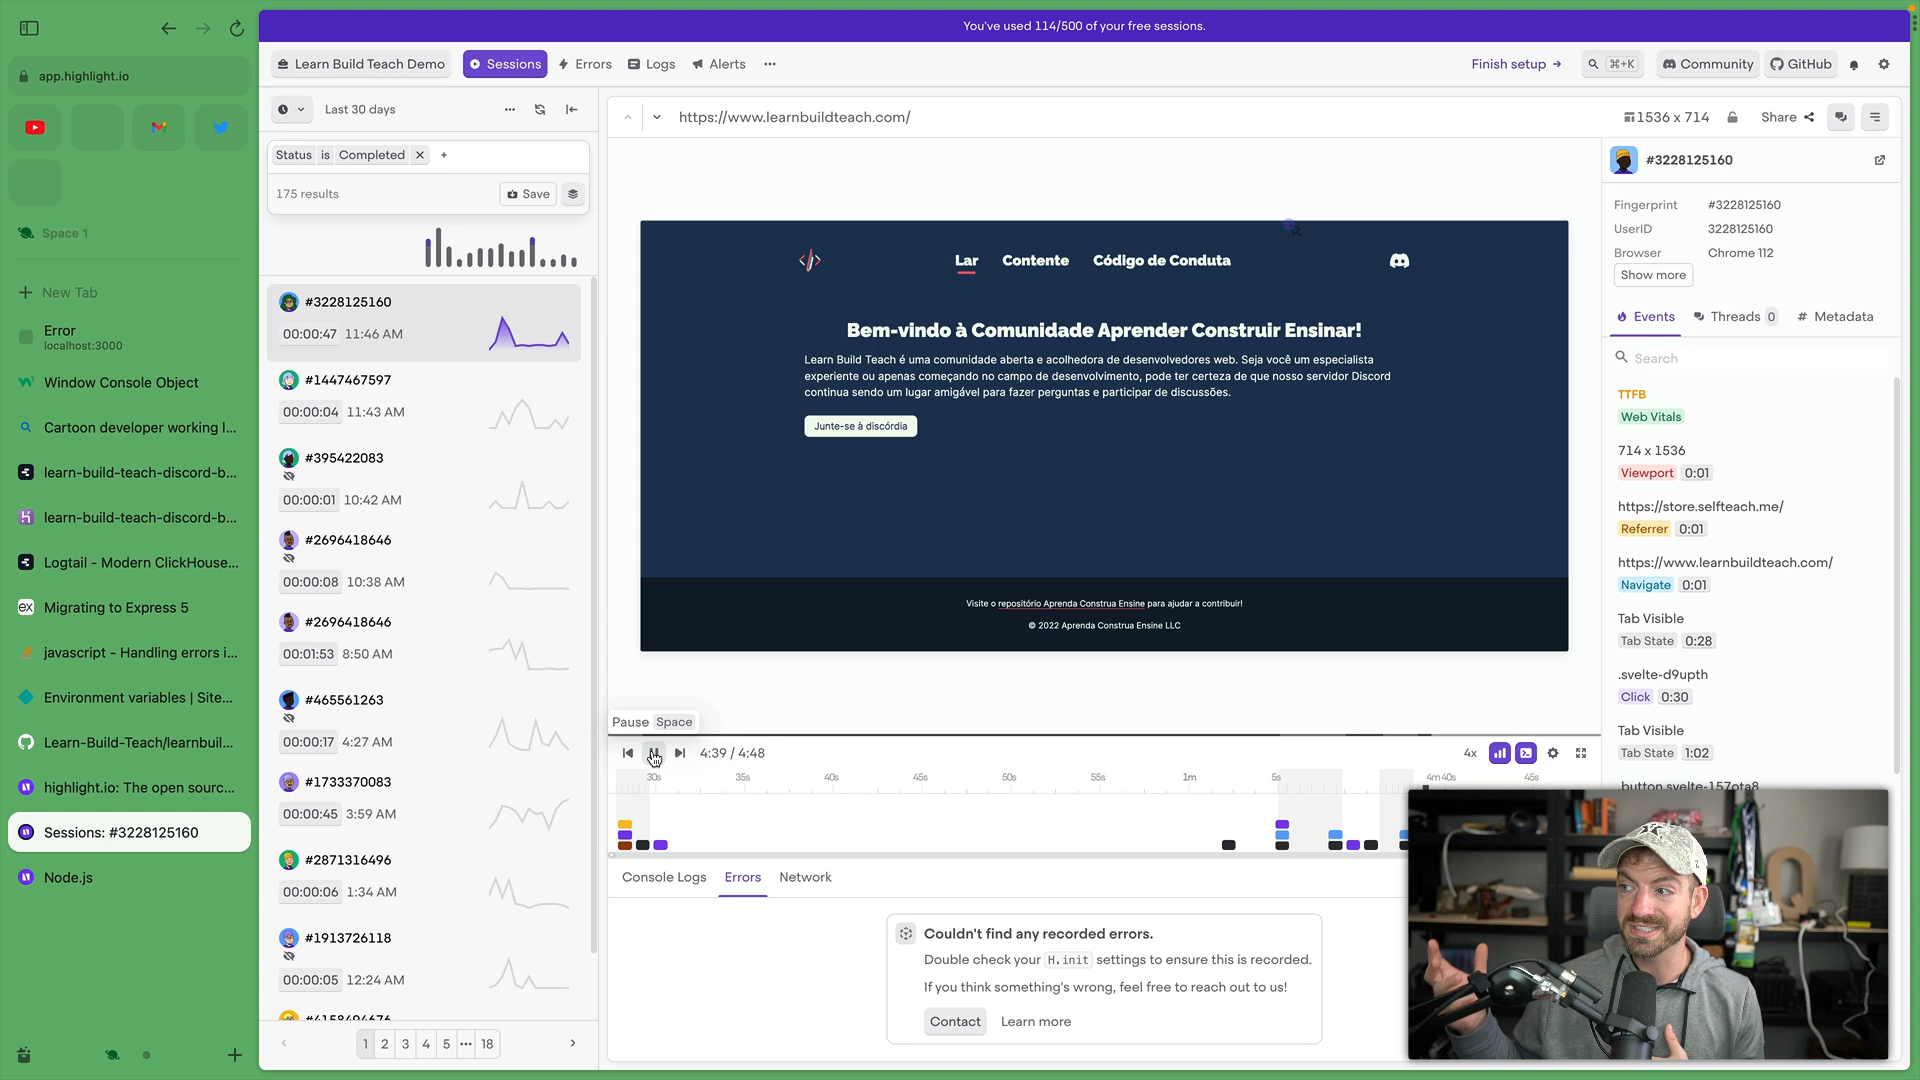 You've used 114/500 of your free sessions.
app.highlight.io
Space 1
New Tab
Error
localhost:3000
Window Console Object
Cartoon developer working l...
learn-build-teach-discord-b...
learn-build-teach-discord-b...
Logtail - Modern ClickHouse...
Migrating to Express 5
javascript - Handling errors i...
Environment variables | Site...
Learn-Build-Teach/learnbuil...
highlight.io: The open sourc...
Sessions: #3228125160
Node.js
Learn Build Teach Demo
Sessions
Errors
Logs
Alerts
Finish setup →
⌘+K
Community
GitHub
Last 30 days
Status is Completed
175 results
Save
#3228125160
00:00:47 11:46 AM
#1447467597
00:00:04 11:43 AM
#395422083
00:00:01 10:42 AM
#2696418646
00:00:08 10:38 AM
#2696418646
00:01:53 8:50 AM
#465561263
00:00:17 4:27 AM
#1733370083
00:00:45 3:59 AM
#2871316496
00:00:06 1:34 AM
#1913726118
00:00:05 12:24 AM
1 2 3 4 5 ••• 18
https://www.learnbuildteach.com/
1536 x 714
Share
Lar
Contente
Código de Conduta
Bem-vindo à Comunidade Aprender Construir Ensinar!
Learn Build Teach é uma comunidade aberta e acolhedora de desenvolvedores web. Seja você um especialista
experiente ou apenas começando no campo de desenvolvimento, pode ter certeza de que nosso servidor Discord
continua sendo um lugar amigável para fazer perguntas e participar de discussões.
Junte-se à discórdia
Visite o repositório Aprenda Construa Ensine para ajudar a contribuir!
© 2022 Aprenda Construa Ensine LLC
Pause Space
4:39 / 4:48
4x
30s 35s 40s 45s 50s 55s 1m 5s 4m40s 45s
Console Logs
Errors
Network
Couldn't find any recorded errors.
Double check your H.init settings to ensure this is recorded.
If you think something's wrong, feel free to reach out to us!
Contact
Learn more
#3228125160
Fingerprint #3228125160
UserID 3228125160
Browser Chrome 112
Show more
Events
Threads 0
# Metadata
Search
TTFB
Web Vitals
714 x 1536
Viewport 0:01
https://store.selfteach.me/
Referrer 0:01
https://www.learnbuildteach.com/
Navigate 0:01
Tab Visible
Tab State 0:28
.svelte-d9upth
Click 0:30
Tab Visible
Tab State 1:02